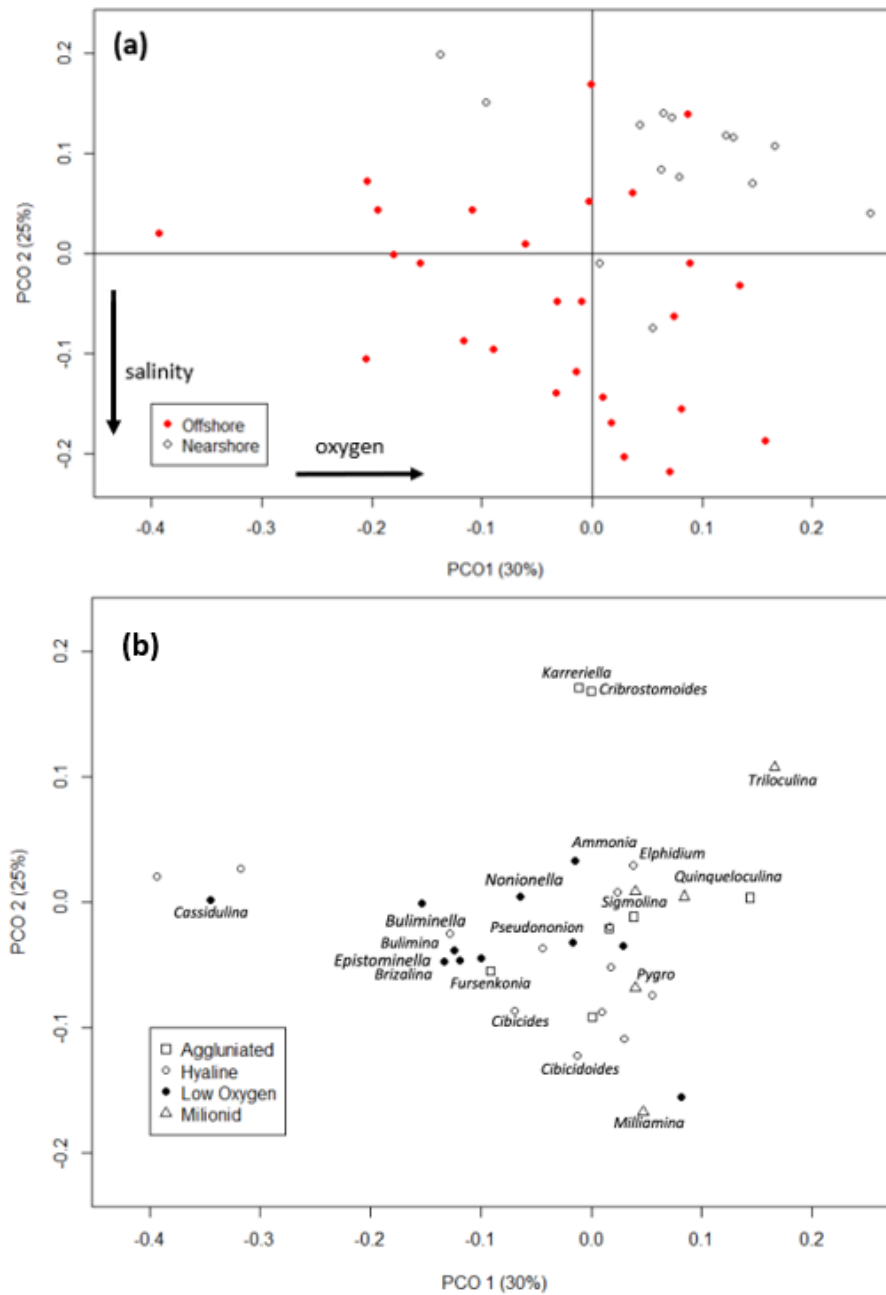 (a)
0.2
0.1
0.0
-0.1
-0.2
PCO 2 (25%)
salinity
Offshore
Nearshore
oxygen
-0.4 -0.3 -0.2 -0.1 0.0 0.1 0.2
PCO1 (30%)
(b)
0.2
0.1
0.0
-0.1
-0.2
PCO 2 (25%)
Karreriella
Cribrostomoides
Triloculina
Ammonia
Elphidium
Nonionella
Quinqueloculina
Cassidulina
Sigmolina
Buliminella
Pseudononion
Bulimina
Epistominella
Brizalina
Fursenkonia
Pygro
Cibicides
Cibicidoides
Milliamina
Aggluniated
Hyaline
Low Oxygen
Milionid
-0.4 -0.3 -0.2 -0.1 0.0 0.1 0.2
PCO 1 (30%)